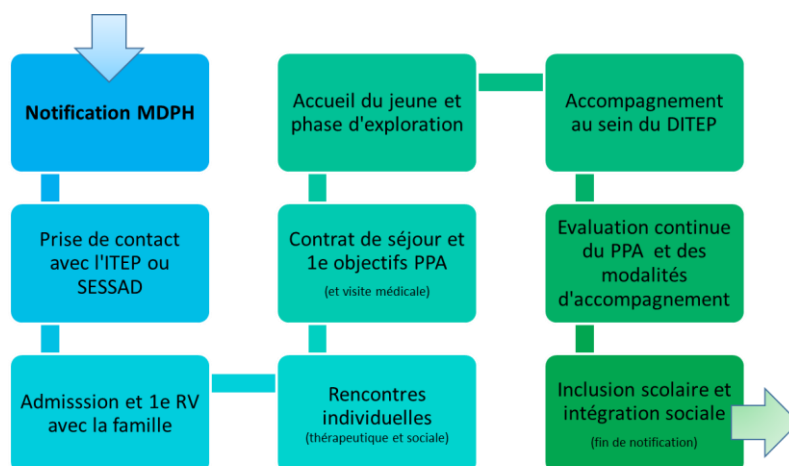 Notification MDPH
Prise de contact
avec l'ITEP ou
SESSAD
Admisssion et 1e RV
avec la famille
Rencontres
individuelles
(thérapeutique et sociale)
Contrat de séjour et
1e objectifs PPA
(et visite médicale)
Accueil du jeune et
phase d'exploration
Accompagnement
au sein du DITEP
Evaluation continue
du PPA et des
modalités
d'accompagnement
Inclusion scolaire et
intégration sociale
(fin de notification)